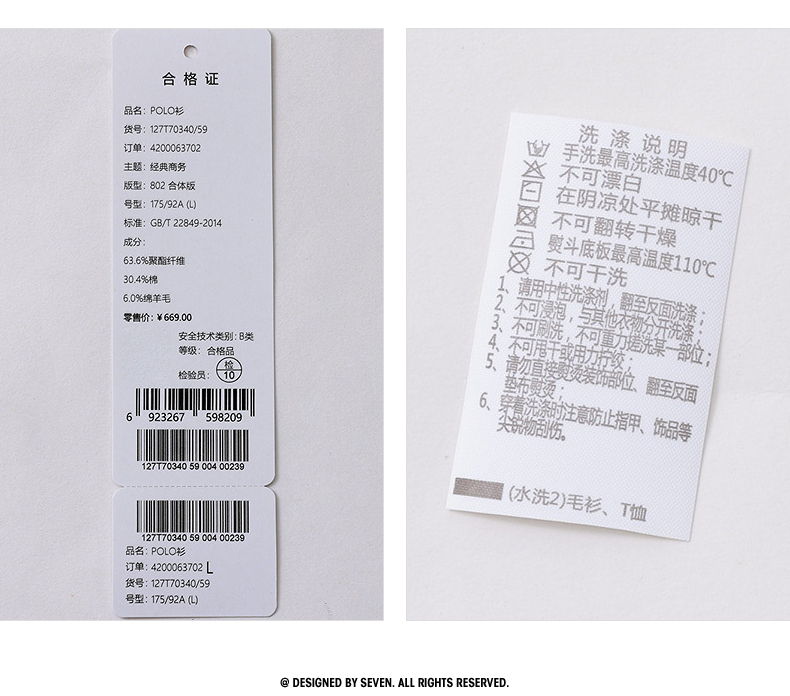 合格证
品名：POLO衫
货号：127T70340/59
订单：4200063702
主题：经典商务
版型：802 合体版
号型：175/92A (L)
标准：GB/T 22849-2014
成分：
63.6%聚酯纤维
30.4%棉
6.0%绵羊毛
零售价：¥669.00
安全技术类别：B类
等级：合格品
检验员：检10
6 923267 598209
127T70340 59 004 00239
127T70340 59 004 00239
品名：POLO衫
订单：4200063702 L
货号：127T70340/59
号型：175/92A (L)
洗涤说明
手洗最高洗涤温度40℃
不可漂白
在阴凉处平摊晾干
不可翻转干燥
熨斗底板最高温度110℃
不可干洗
1、请用中性洗涤剂，翻至反面洗涤；
2、不可浸泡，与其他衣物分开洗涤；
3、不可刷洗，不可重力搓洗某一部位；
4、不可甩干或用力拧绞；
5、请勿直接熨烫装饰部位、翻至反面
垫布熨烫；
6、穿着洗涤时注意防止指甲、饰品等
尖锐物刮伤。
(水洗2)毛衫、T恤
@ DESIGNED BY SEVEN. ALL RIGHTS RESERVED.